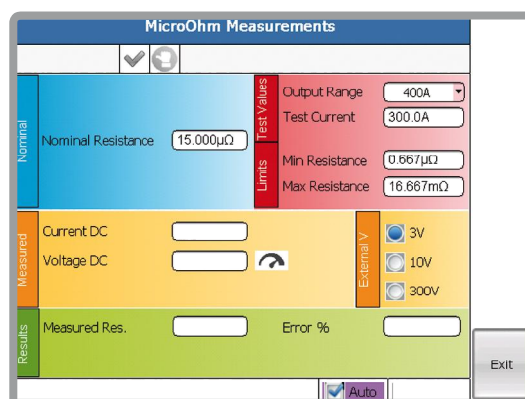 MicroOhm Measurements
Nominal
Nominal Resistance 15.000µΩ
Test Values
Output Range 400A
Test Current 300.0A
Limits
Min Resistance 0.667µΩ
Max Resistance 16.667mΩ
Measured
Current DC
Voltage DC
External V
3V
10V
300V
Results
Measured Res.
Error %
Exit
Auto